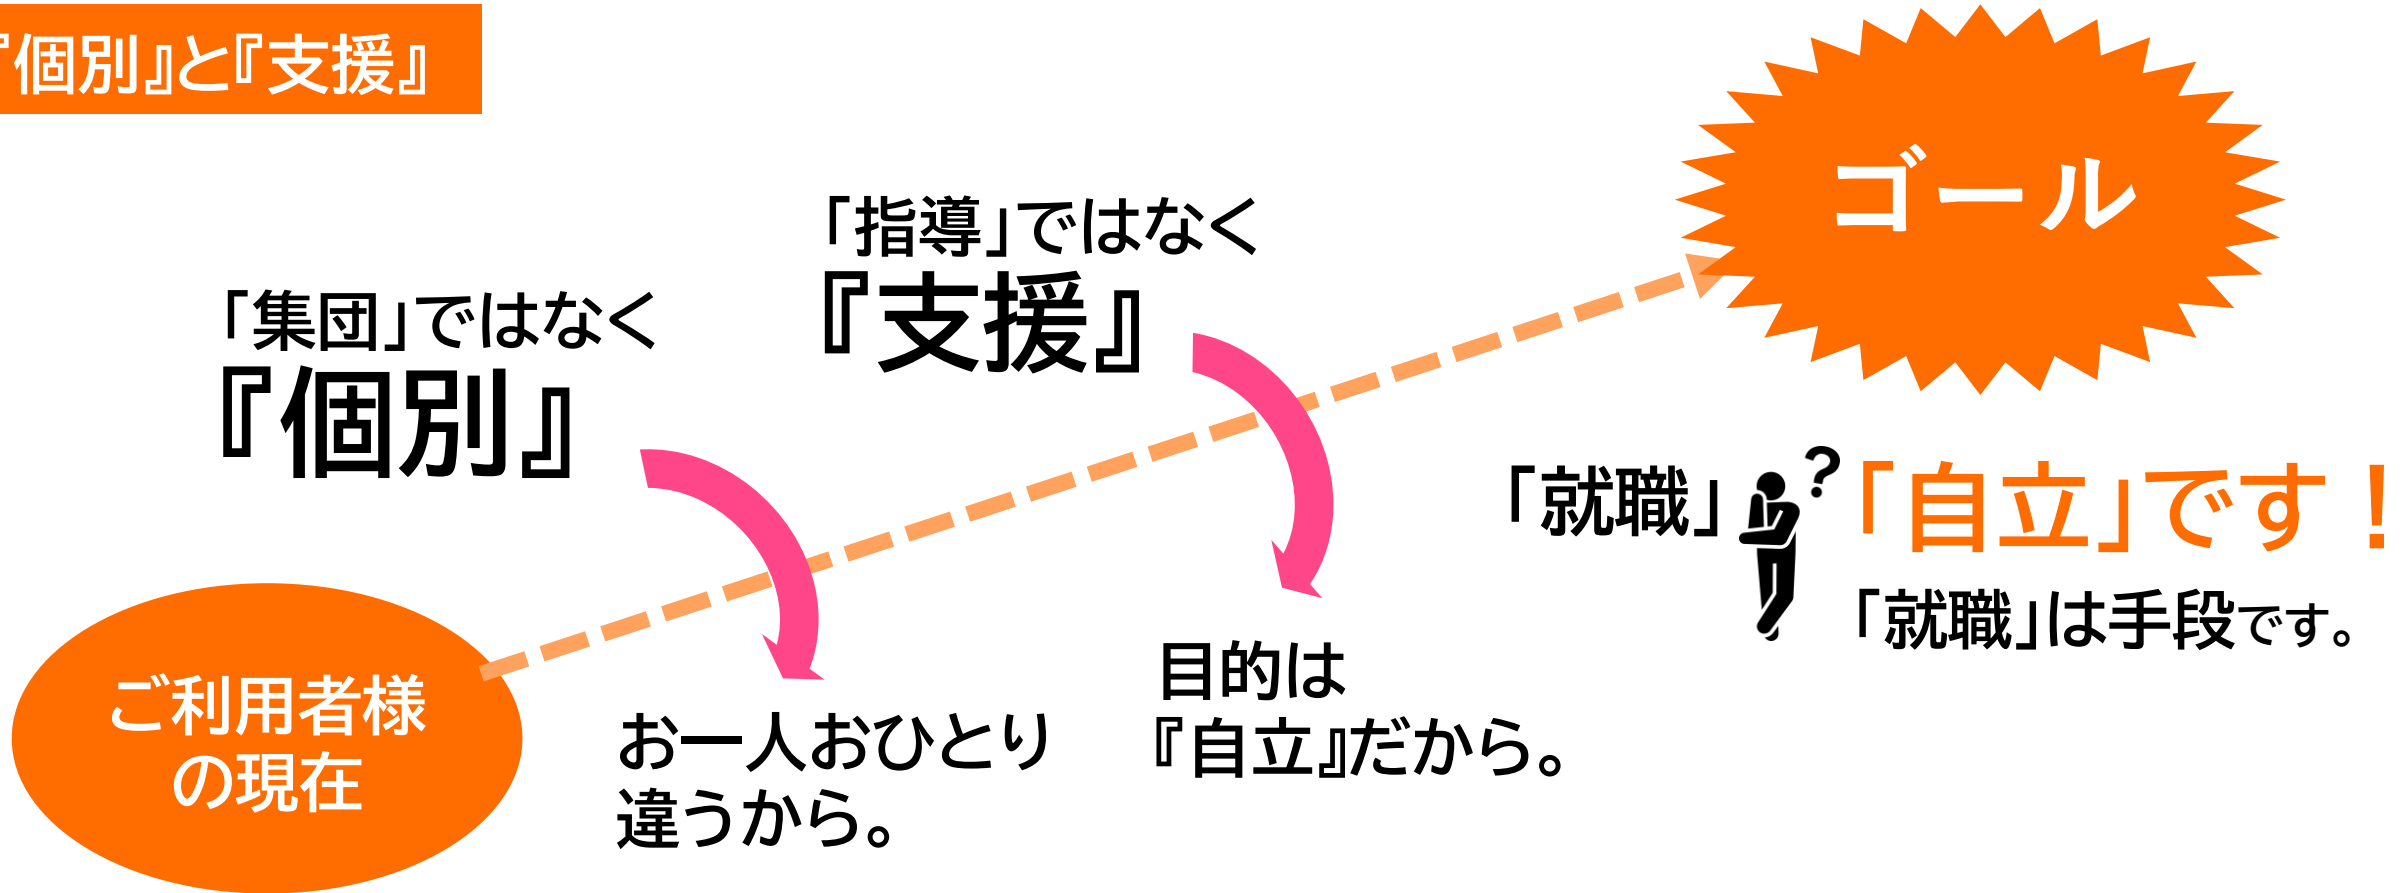 『個別』と『支援』
「集団」ではなく
『個別』
「指導」ではなく
『支援』
ゴール
ご利用者様
の現在
お一人おひとり
違うから。
目的は
『自立』だから。
「就職」?
「自立」です！
「就職」は手段です。